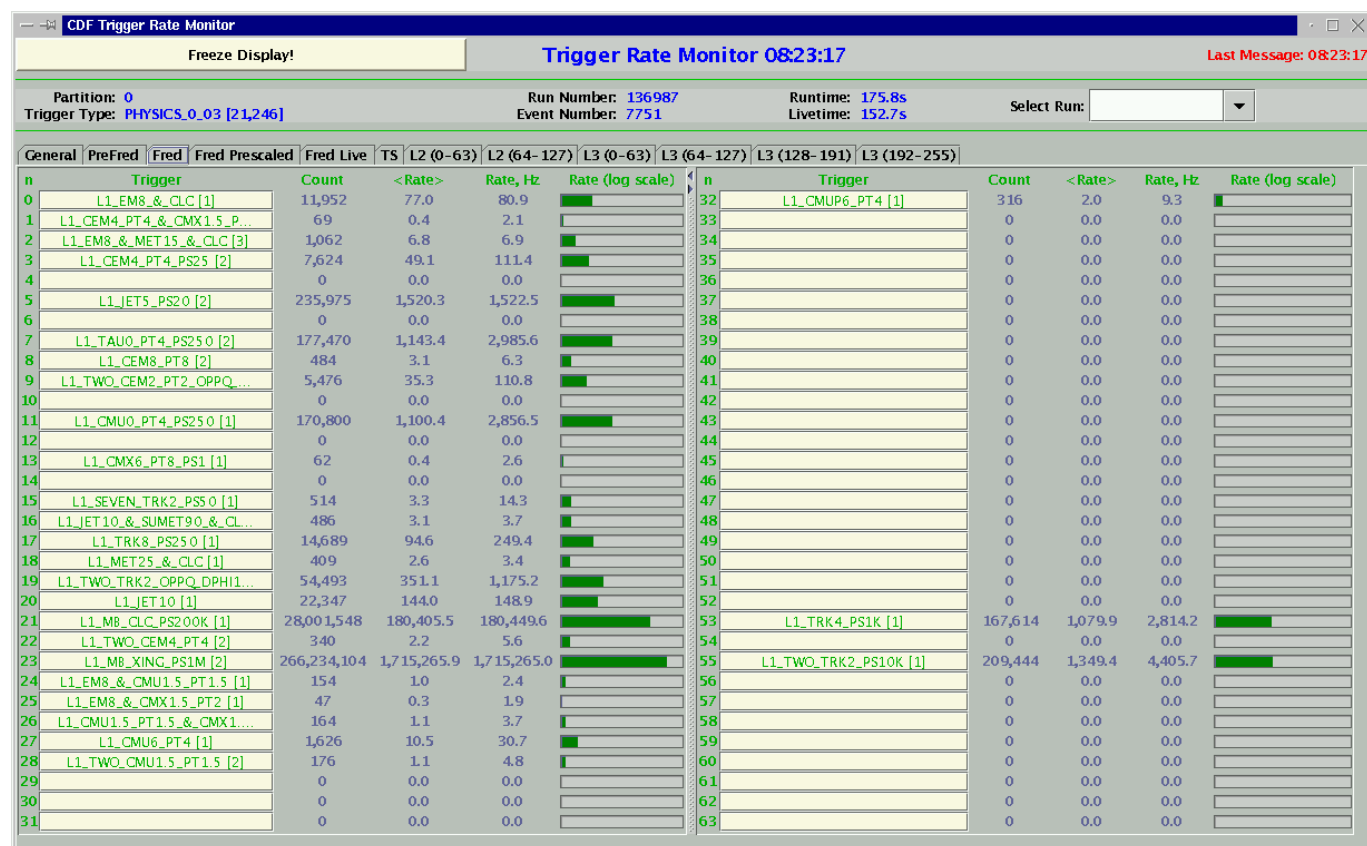 CDF Trigger Rate Monitor
Freeze Display!
Trigger Rate Monitor 08:23:17
Last Message: 08:23:17
Partition: 0 Run Number: 136987 Runtime: 175.8s Select Run:
Trigger Type: PHYSICS_0_03 [21,246] Event Number: 7751 Livetime: 152.7s
General PreFred Fred Fred Prescaled Fred Live TS L2 (0-63) L2 (64-127) L3 (0-63) L3 (64-127) L3 (128-191) L3 (192-255)
n Trigger Count <Rate> Rate, Hz Rate (log scale) n Trigger Count <Rate> Rate, Hz Rate (log scale)
0 L1_EM8_&_CLC [1] 11,952 77.0 80.9 32 L1_CMUP6_PT4 [1] 316 2.0 9.3
1 L1_CEM4_PT4_&_CMX1.5_P... 69 0.4 2.1 33 0 0.0 0.0
2 L1_EM8_&_MET15_&_CLC [3] 1,062 6.8 6.9 34 0 0.0 0.0
3 L1_CEM4_PT4_PS25 [2] 7,624 49.1 111.4 35 0 0.0 0.0
4 0 0.0 0.0 36 0 0.0 0.0
5 L1_JET5_PS20 [2] 235,975 1,520.3 1,522.5 37 0 0.0 0.0
6 0 0.0 0.0 38 0 0.0 0.0
7 L1_TAU0_PT4_PS250 [2] 177,470 1,143.4 2,985.6 39 0 0.0 0.0
8 L1_CEM8_PT8 [2] 484 3.1 6.3 40 0 0.0 0.0
9 L1_TWO_CEM2_PT2_OPPQ_... 5,476 35.3 110.8 41 0 0.0 0.0
10 0 0.0 0.0 42 0 0.0 0.0
11 L1_CMU0_PT4_PS250 [1] 170,800 1,100.4 2,856.5 43 0 0.0 0.0
12 0 0.0 0.0 44 0 0.0 0.0
13 L1_CMX6_PT8_PS1 [1] 62 0.4 2.6 45 0 0.0 0.0
14 0 0.0 0.0 46 0 0.0 0.0
15 L1_SEVEN_TRK2_PS50 [1] 514 3.3 14.3 47 0 0.0 0.0
16 L1_JET10_&_SUMET90_&_CL... 486 3.1 3.7 48 0 0.0 0.0
17 L1_TRK8_PS250 [1] 14,689 94.6 249.4 49 0 0.0 0.0
18 L1_MET25_&_CLC [1] 409 2.6 3.4 50 0 0.0 0.0
19 L1_TWO_TRK2_OPPQ_DPHI1... 54,493 351.1 1,175.2 51 0 0.0 0.0
20 L1_JET10 [1] 22,347 144.0 148.9 52 0 0.0 0.0
21 L1_MB_CLC_PS200K [1] 28,001,548 180,405.5 180,449.6 53 L1_TRK4_PS1K [1] 167,614 1,079.9 2,814.2
22 L1_TWO_CEM4_PT4 [2] 340 2.2 5.6 54 0 0.0 0.0
23 L1_MB_XING_PS1M [2] 266,234,104 1,715,265.9 1,715,265.0 55 L1_TWO_TRK2_PS10K [1] 209,444 1,349.4 4,405.7
24 L1_EM8_&_CMU1.5_PT1.5 [1] 154 1.0 2.4 56 0 0.0 0.0
25 L1_EM8_&_CMX1.5_PT2 [1] 47 0.3 1.9 57 0 0.0 0.0
26 L1_CMU1.5_PT1.5_&_CMX1.... 164 1.1 3.7 58 0 0.0 0.0
27 L1_CMU6_PT4 [1] 1,626 10.5 30.7 59 0 0.0 0.0
28 L1_TWO_CMU1.5_PT1.5 [2] 176 1.1 4.8 60 0 0.0 0.0
29 0 0.0 0.0 61 0 0.0 0.0
30 0 0.0 0.0 62 0 0.0 0.0
31 0 0.0 0.0 63 0 0.0 0.0